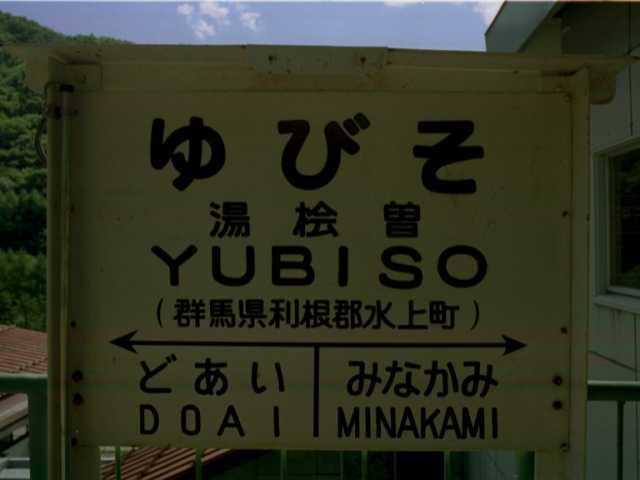 ゆびそ
湯桧曽
YUBISO
(群馬県利根郡水上町)
どあい みなかみ
DOAI MINAKAMI